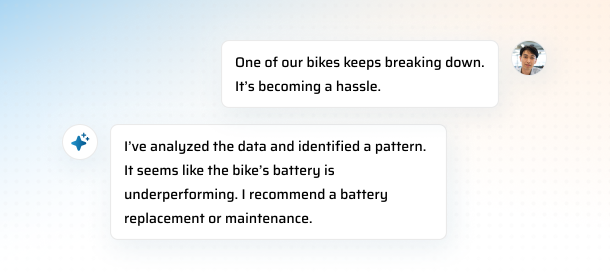 One of our bikes keeps breaking down.
It's becoming a hassle.
I've analyzed the data and identified a pattern.
It seems like the bike's battery is
underperforming. I recommend a battery
replacement or maintenance.